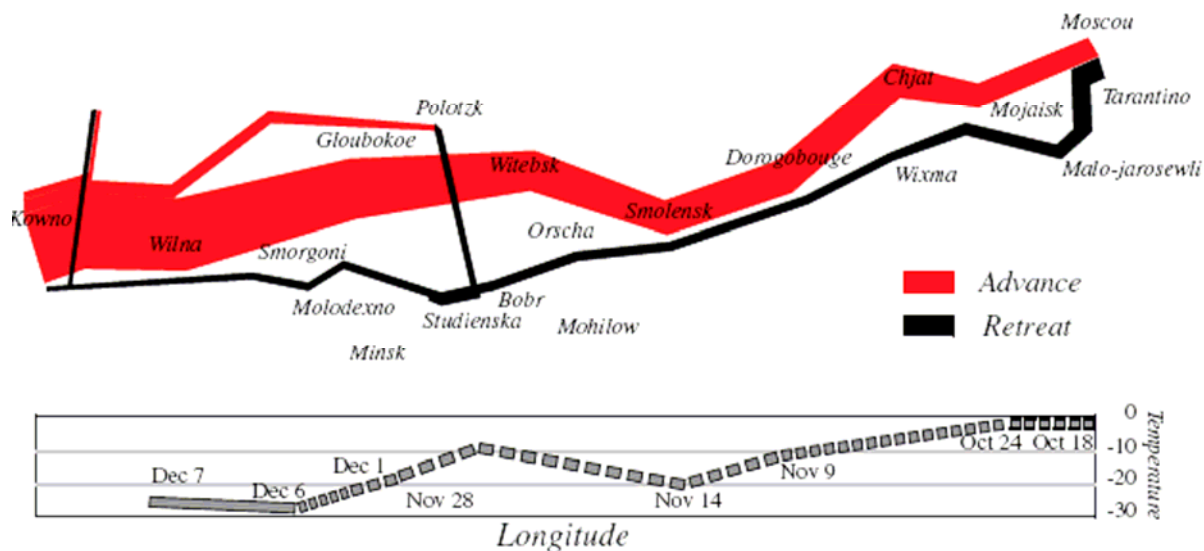 Moscou
Chjat
Tarantino
Polotzk
Mojaisk
Gloubokoe
Witebsk
Dorogobouge
Wixma
Malo-jarosewli
Kowno
Smolensk
Orscha
Wilna
Smorgoni
Advance
Molodexno
Bobr
Studienska
Mohilow
Retreat
Minsk
0
Oct 24
Oct 18
-10
Dec 1
Nov 9
Dec 7
-20
Dec 6
Nov 28
Nov 14
-30
Temperature
Longitude